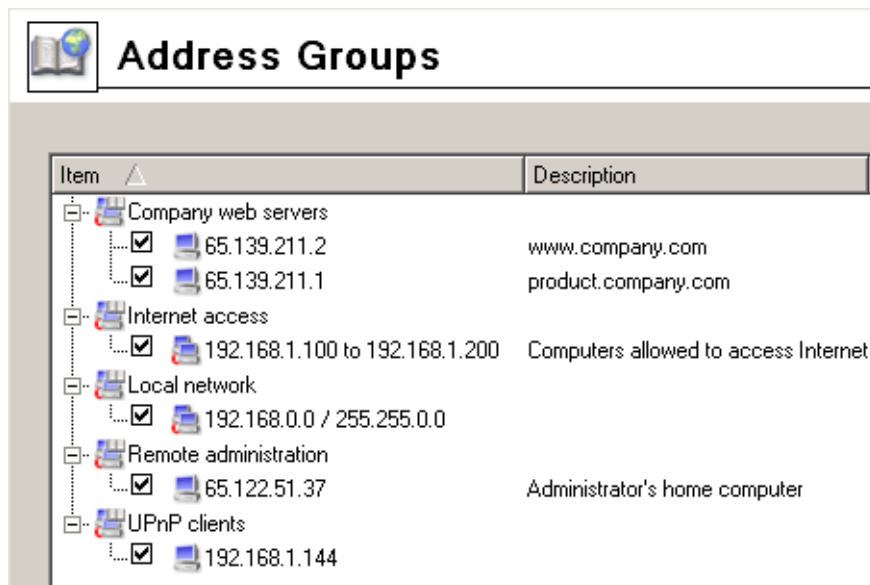 Address Groups
Item Description
Company web servers
65.139.211.2 www.company.com
65.139.211.1 product.company.com
Internet access
192.168.1.100 to 192.168.1.200 Computers allowed to access Internet
Local network
192.168.0.0 / 255.255.0.0
Remote administration
65.122.51.37 Administrator's home computer
UPnP clients
192.168.1.144